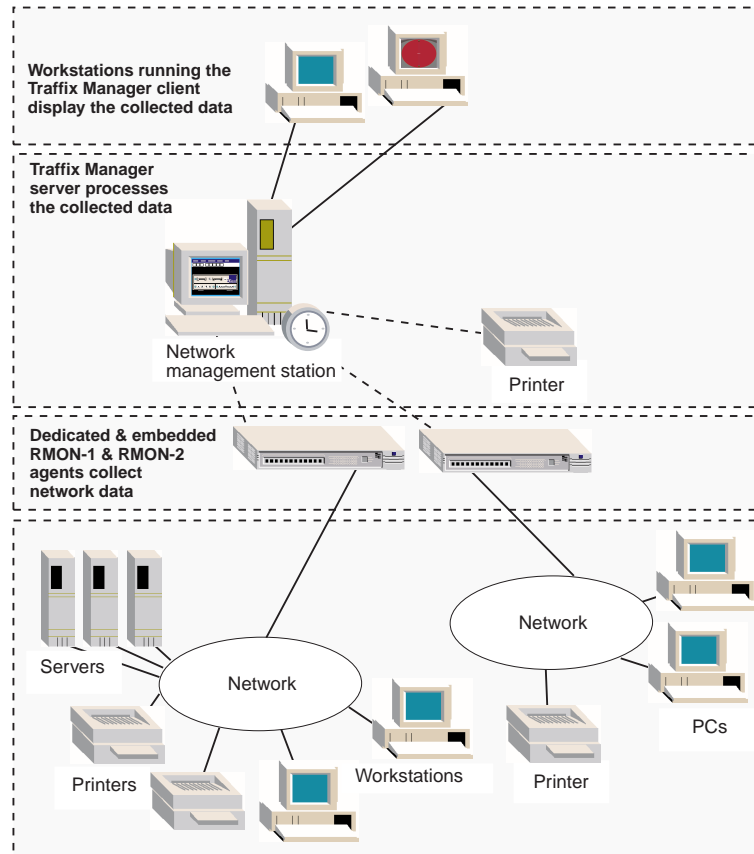 Workstations running the
Traffix Manager client
display the collected data
Traffix Manager
server processes
the collected data
Network
management station
Printer
Dedicated & embedded
RMON-1 & RMON-2
agents collect
network data
Servers
Network
Network
Printers
Workstations
Printer
PCs